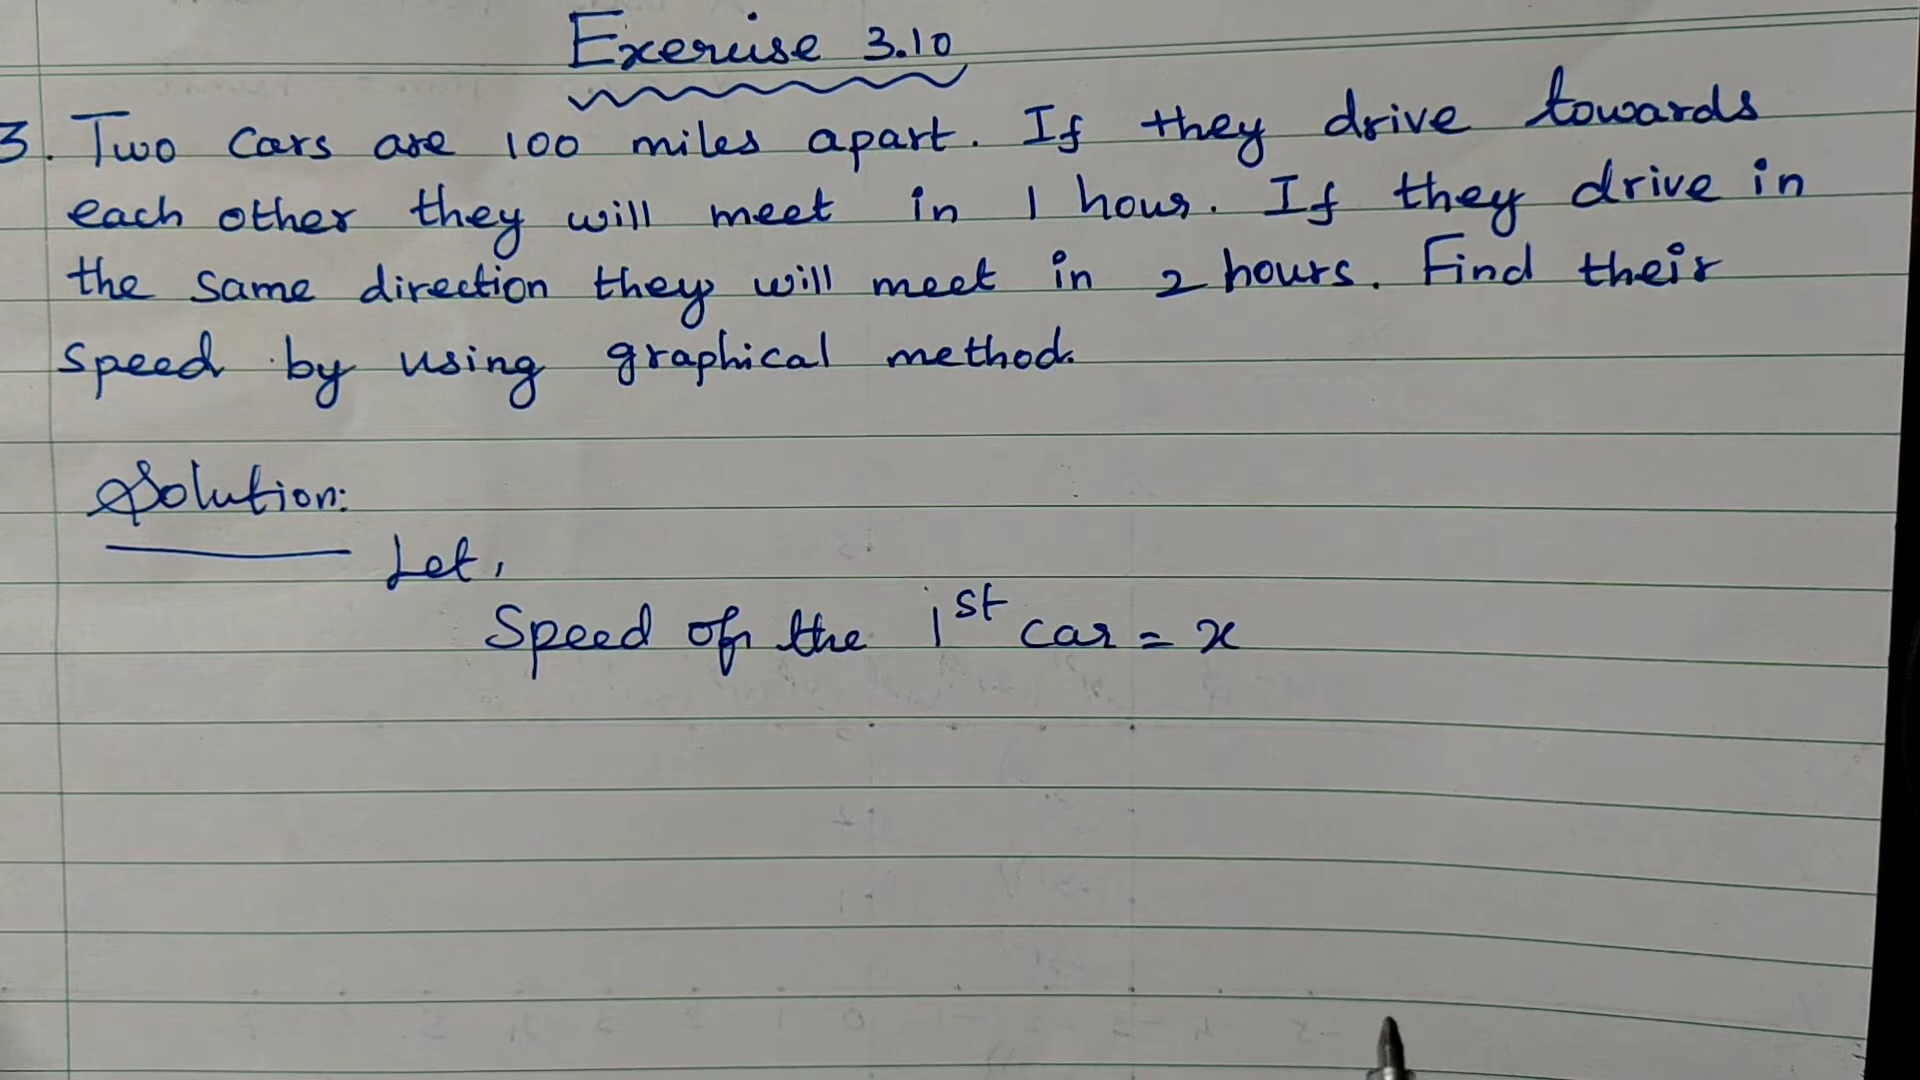 Exercise 3.10
3. Two cars are 100 miles apart. If they drive towards
each other they will meet in 1 hour. If they drive in
the same direction they will meet in 2 hours. Find their
speed by using graphical method.
Solution:
Let,
Speed of the 1st car = x